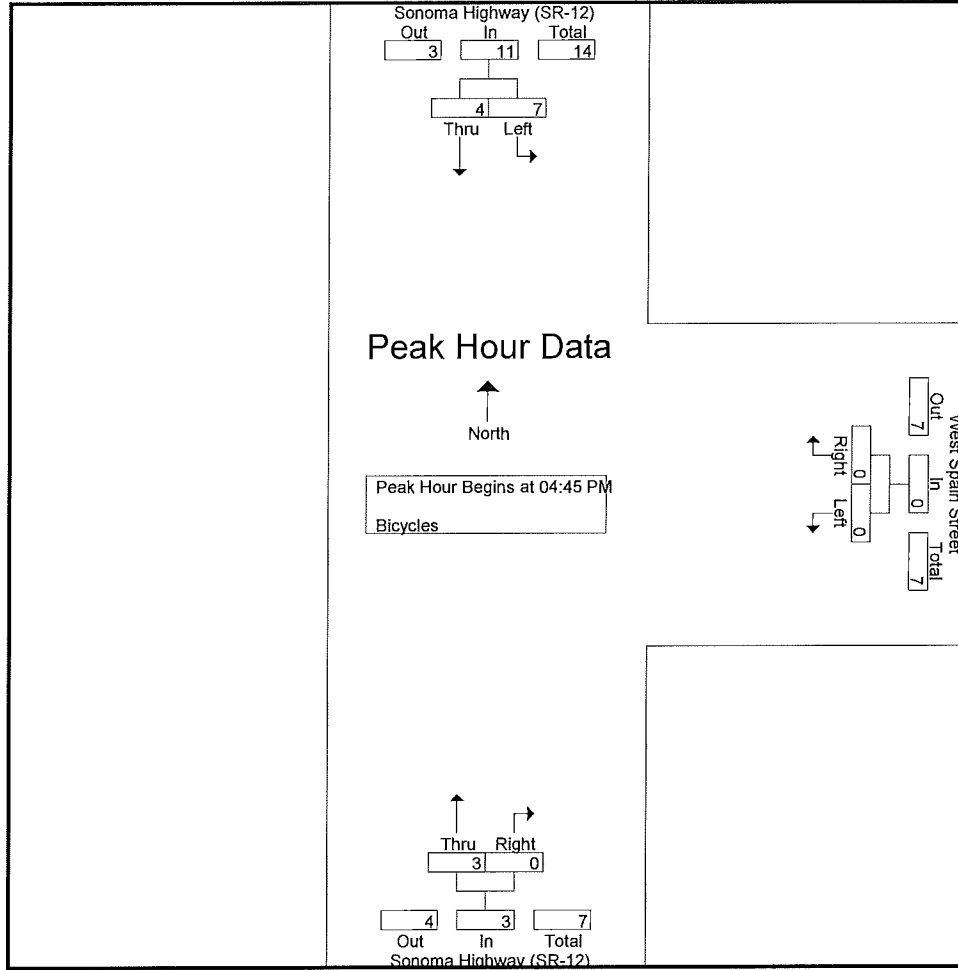 Sonoma Highway (SR-12)
Out In Total
3 11 14
4 7
Thru Left
Peak Hour Data
North
Peak Hour Begins at 04:45 PM
Bicycles
West Spain Street
Out In Total
7 0 7
0 0
Right Left
Thru Right
3 0
4 3 7
Out In Total
Sonoma Highway (SR-12)